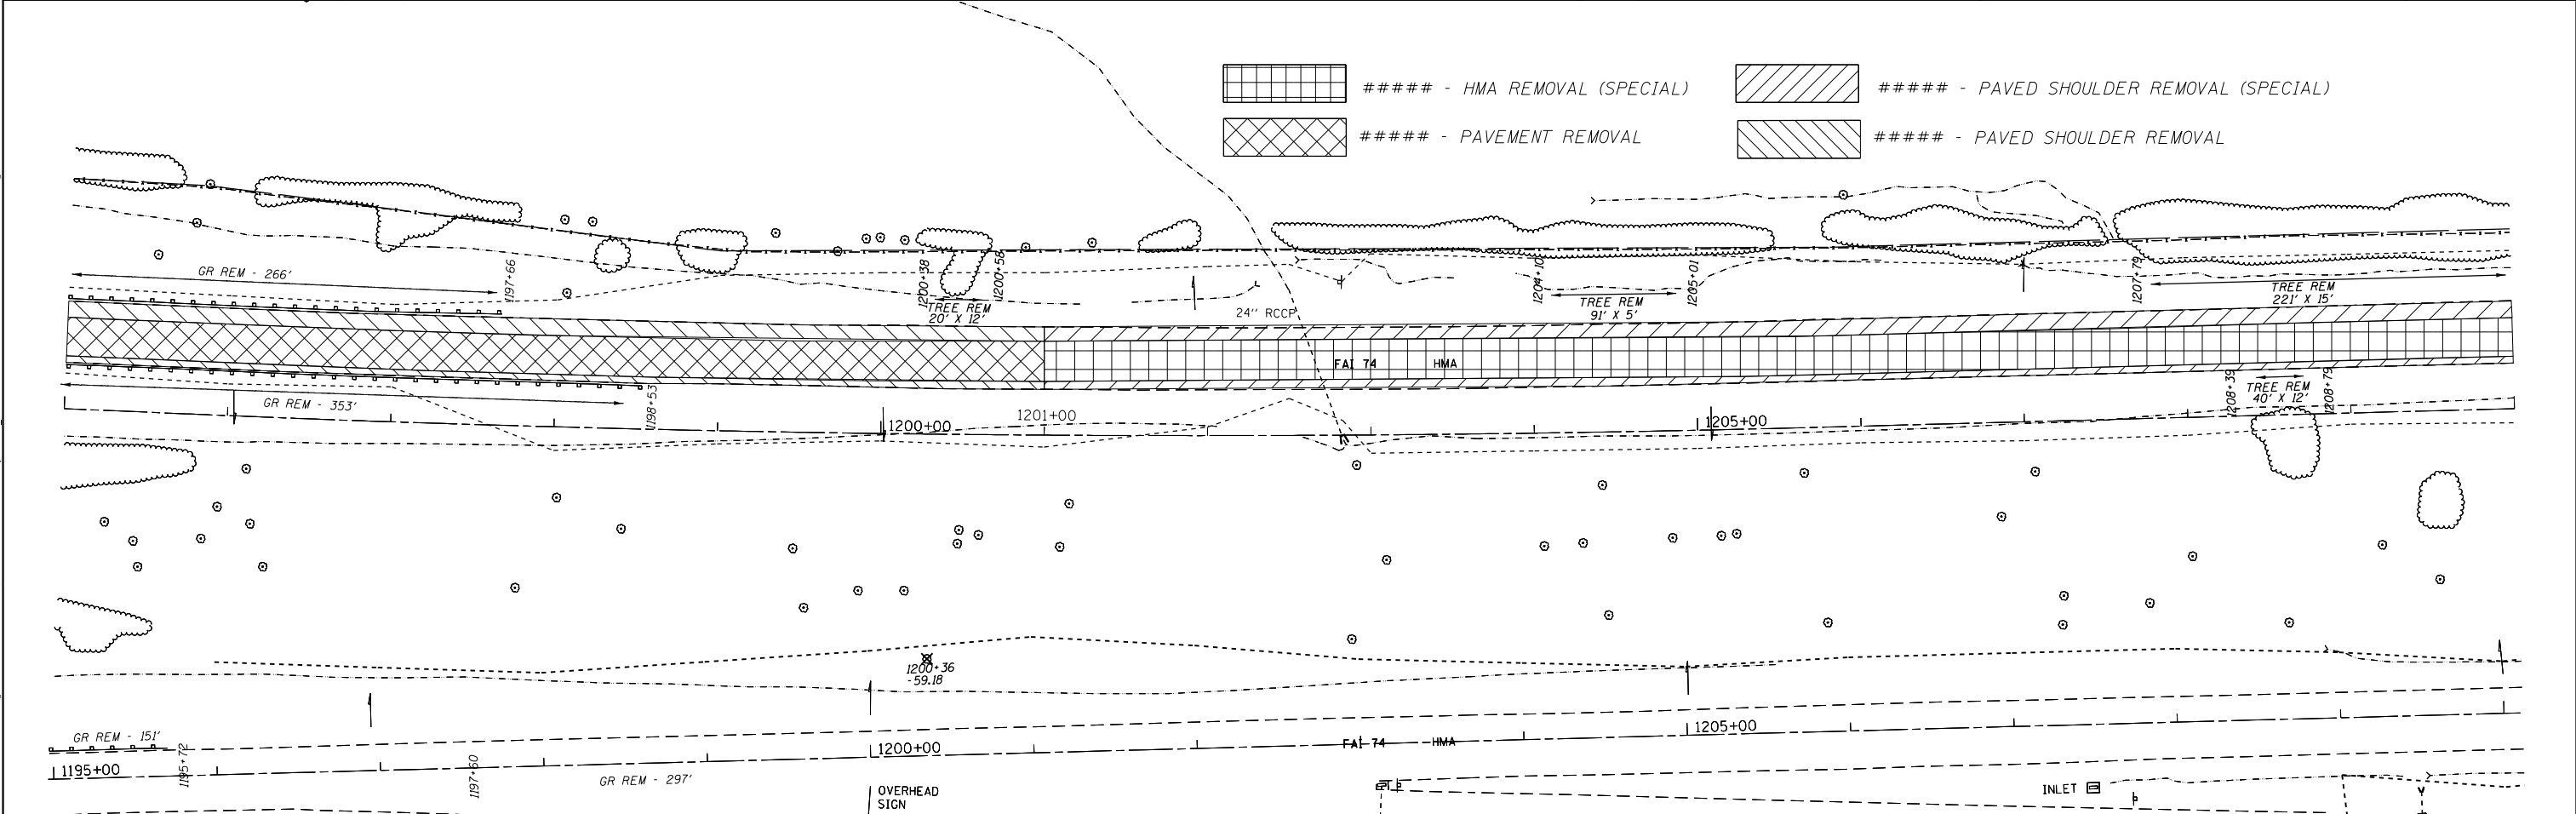 ##### - HMA REMOVAL (SPECIAL)
##### - PAVED SHOULDER REMOVAL (SPECIAL)
##### - PAVEMENT REMOVAL
##### - PAVED SHOULDER REMOVAL
GR REM - 266'
1197+66
1200+38
1200+58
TREE REM
20' X 12'
24" RCCP
1204+10
1205+01
TREE REM
91' X 5'
1207+79
TREE REM
221' X 15'
FAI 74
HMA
GR REM - 353'
1198+53
1200+00
1201+00
1205+00
1208+39
TREE REM
40' X 12'
1208+79
1200+36
-59.18
GR REM - 151'
1195+00
1195+72
1197+60
GR REM - 297'
1200+00
FAI 74
HMA
1205+00
OVERHEAD
SIGN
INLET